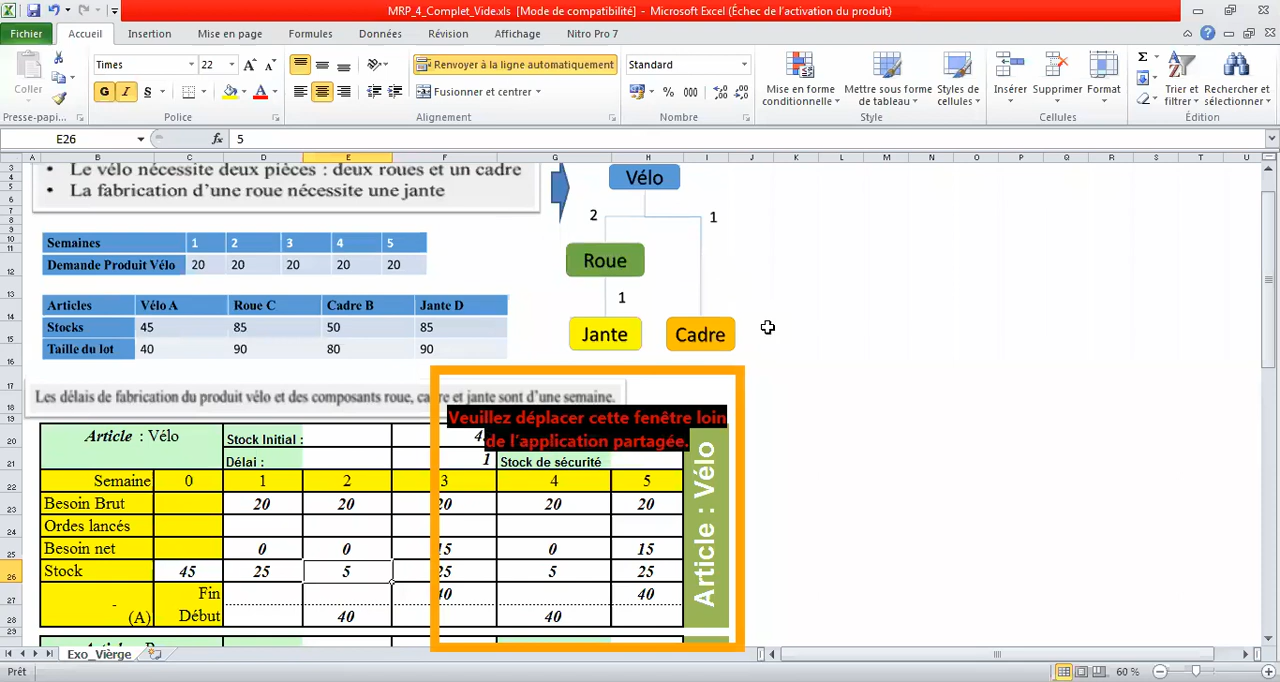 MRP_4_Complet_Vide.xls [Mode de compatibilité] - Microsoft Excel (Échec de l'activation du produit)
Fichier Accueil Insertion Mise en page Formules Données Révision Affichage Nitro Pro 7
Coller
Times 22 A A
Renvoyer à la ligne automatiquement
Standard
G I S
Fusionner et centrer
% 000
Mise en forme conditionnelle
Mettre sous forme de tableau
Styles de cellules
Insérer Supprimer Format
Trier et filtrer
Rechercher et sélectionner
Presse-papi... Police Alignement Nombre Style Cellules Édition
E26 fx 5
A B C D E F G H I J K L M N O P Q R S T U
• Le vélo nécessite deux pièces : deux roues et un cadre
• La fabrication d'une roue nécessite une jante
Vélo
2 1
Roue
1
Jante Cadre
Semaines 1 2 3 4 5
Demande Produit Vélo 20 20 20 20 20
Articles Vélo A Roue C Cadre B Jante D
Stocks 45 85 50 85
Taille du lot 40 90 80 90
Les délais de fabrication du produit vélo et des composants roue, cadre et jante sont d'une semaine.
Veuillez déplacer cette fenêtre loin
de l'application partagée.
Article : Vélo Stock Initial :
Délai : 1 Stock de sécurité
Semaine 0 1 2 3 4 5
Besoin Brut 20 20 20 20 20
Ordes lancés
Besoin net 0 0 15 0 15
Stock 45 25 5 25 5 25
Fin 40 40
- (A) Début 40 40
Article : Vélo
Exo_Vièrge
Prêt 60 %